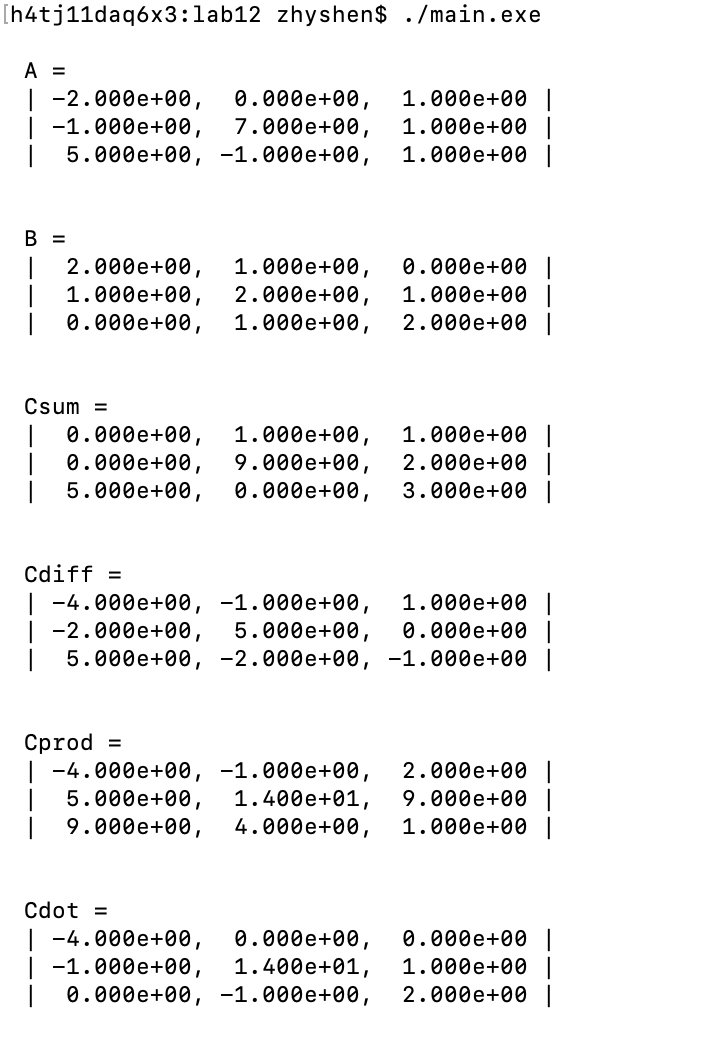 [h4tj11daq6x3:lab12 zhyshen$ ./main.exe
A =
| -2.000e+00,  0.000e+00,  1.000e+00 |
| -1.000e+00,  7.000e+00,  1.000e+00 |
|  5.000e+00, -1.000e+00,  1.000e+00 |
B =
|  2.000e+00,  1.000e+00,  0.000e+00 |
|  1.000e+00,  2.000e+00,  1.000e+00 |
|  0.000e+00,  1.000e+00,  2.000e+00 |
Csum =
|  0.000e+00,  1.000e+00,  1.000e+00 |
|  0.000e+00,  9.000e+00,  2.000e+00 |
|  5.000e+00,  0.000e+00,  3.000e+00 |
Cdiff =
| -4.000e+00, -1.000e+00,  1.000e+00 |
| -2.000e+00,  5.000e+00,  0.000e+00 |
|  5.000e+00, -2.000e+00, -1.000e+00 |
Cprod =
| -4.000e+00, -1.000e+00,  2.000e+00 |
|  5.000e+00,  1.400e+01,  9.000e+00 |
|  9.000e+00,  4.000e+00,  1.000e+00 |
Cdot =
| -4.000e+00,  0.000e+00,  0.000e+00 |
| -1.000e+00,  1.400e+01,  1.000e+00 |
|  0.000e+00, -1.000e+00,  2.000e+00 |